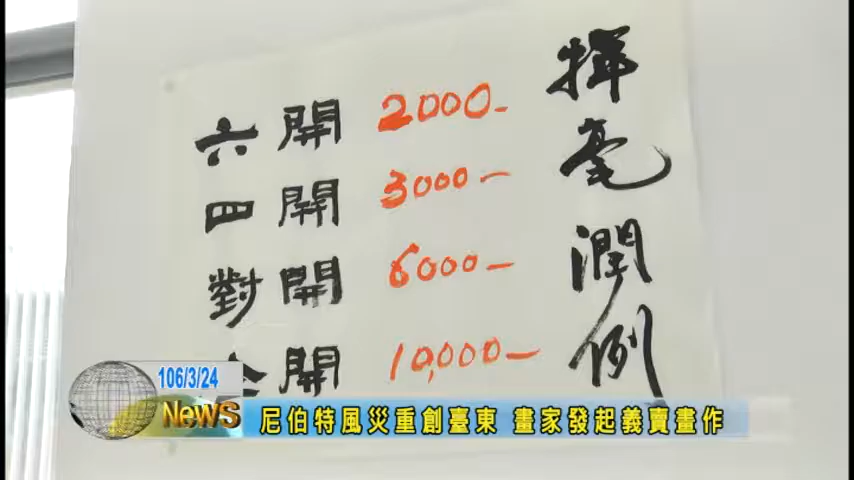 揮毫潤例
六開 2000-
四開 3000-
對開 6000-
全開 10,000-
106/3/24
NewS 尼伯特風災重創臺東 畫家發起義賣畫作